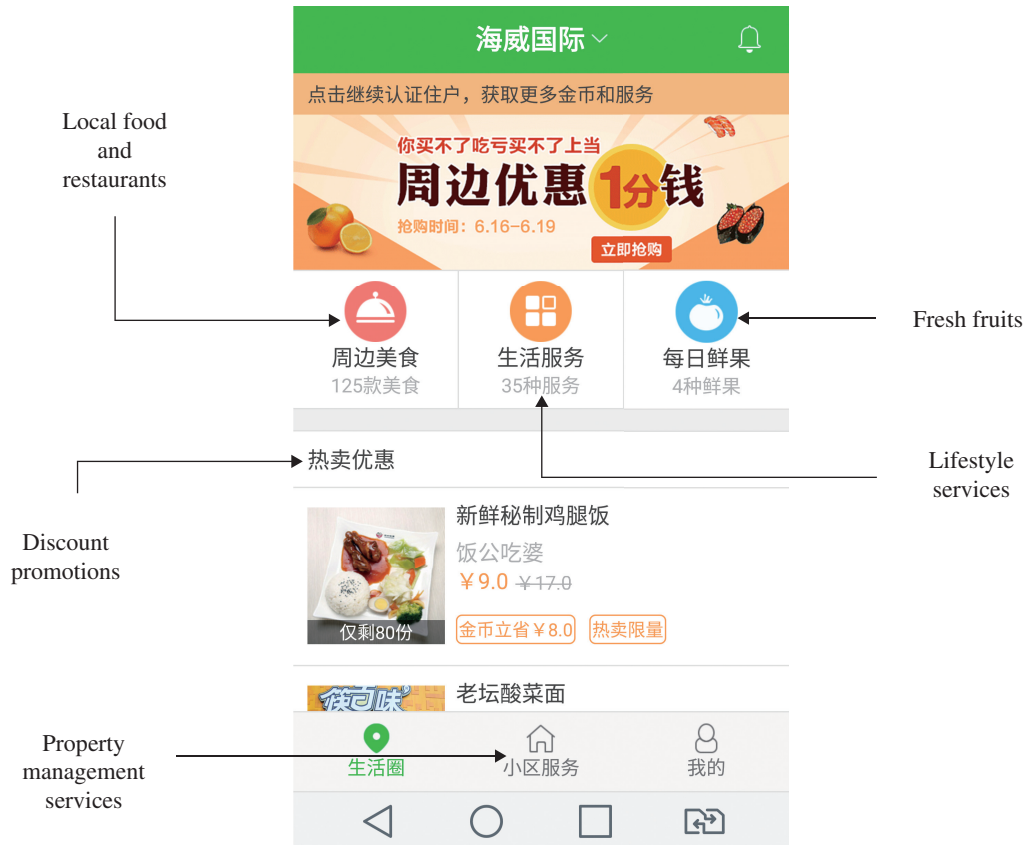 海威国际
点击继续认证住户，获取更多金币和服务
你买不了吃亏买不了上当
周边优惠1分钱
抢购时间：6.16-6.19
立即抢购
Local food
and
restaurants
周边美食
125款美食
生活服务
35种服务
每日鲜果
4种鲜果
Fresh fruits
热卖优惠
Lifestyle
services
Discount
promotions
新鲜秘制鸡腿饭
饭公吃婆
￥9.0 ￥17.0
金币立省￥8.0 热卖限量
仅剩80份
筷百味
老坛酸菜面
Property
management
services
生活圈
小区服务
我的